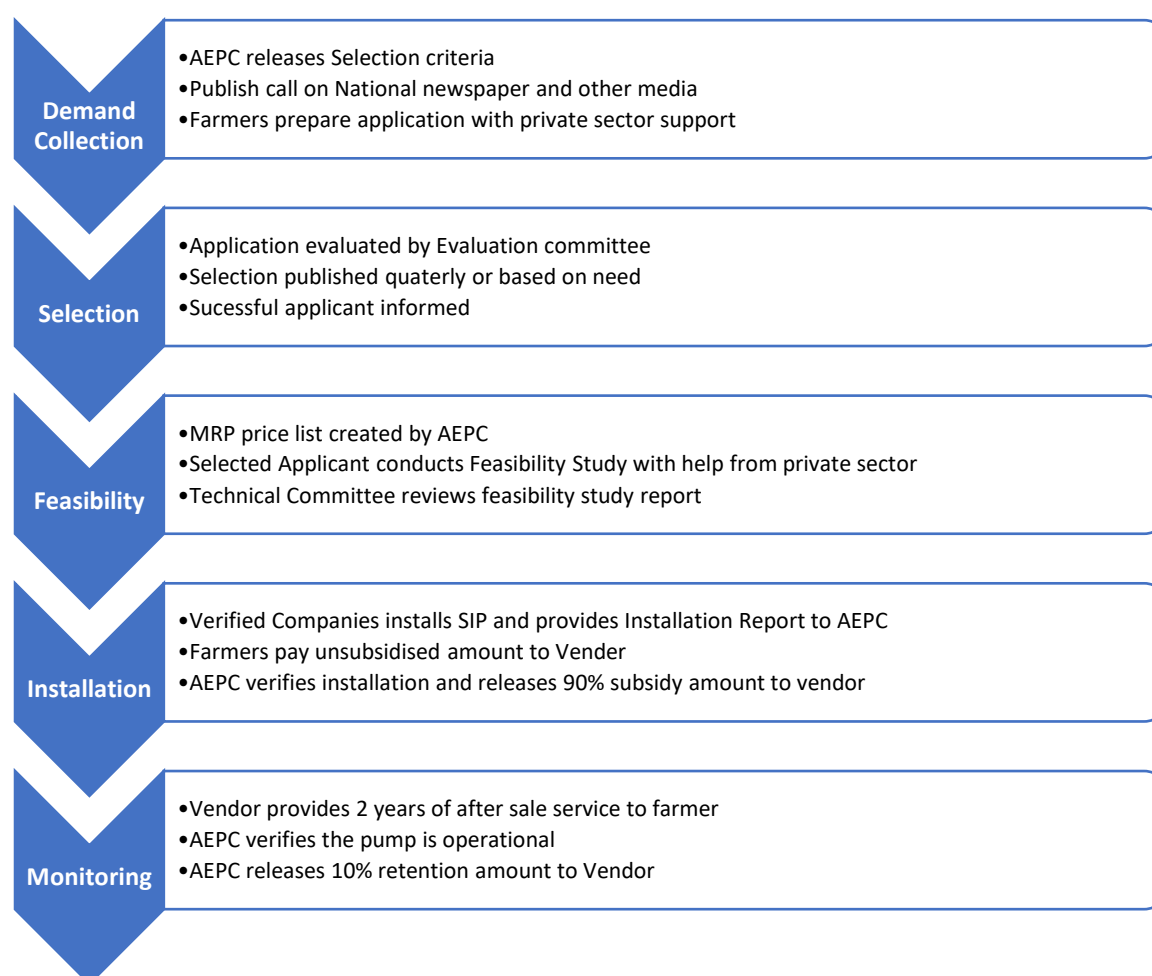 Demand
Collection
•AEPC releases Selection criteria
•Publish call on National newspaper and other media
•Farmers prepare application with private sector support
Selection
•Application evaluated by Evaluation committee
•Selection published quaterly or based on need
•Sucessful applicant informed
Feasibility
•MRP price list created by AEPC
•Selected Applicant conducts Feasibility Study with help from private sector
•Technical Committee reviews feasibility study report
Installation
•Verified Companies installs SIP and provides Installation Report to AEPC
•Farmers pay unsubsidised amount to Vender
•AEPC verifies installation and releases 90% subsidy amount to vendor
Monitoring
•Vendor provides 2 years of after sale service to farmer
•AEPC verifies the pump is operational
•AEPC releases 10% retention amount to Vendor